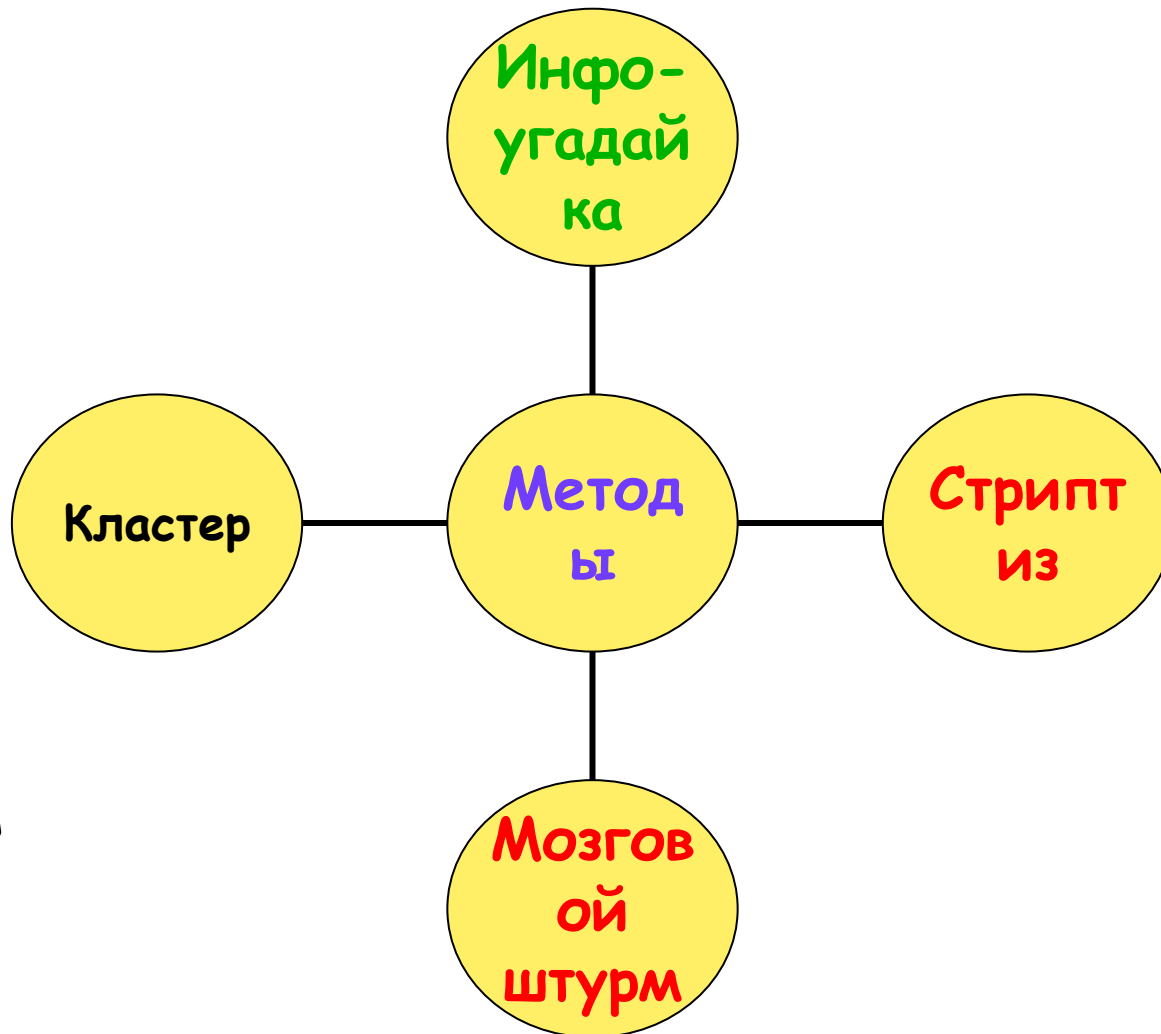 Инфо-
угадай
ка
Кластер
Метод
ы
Стрипт
из
Мозгов
ой
штурм